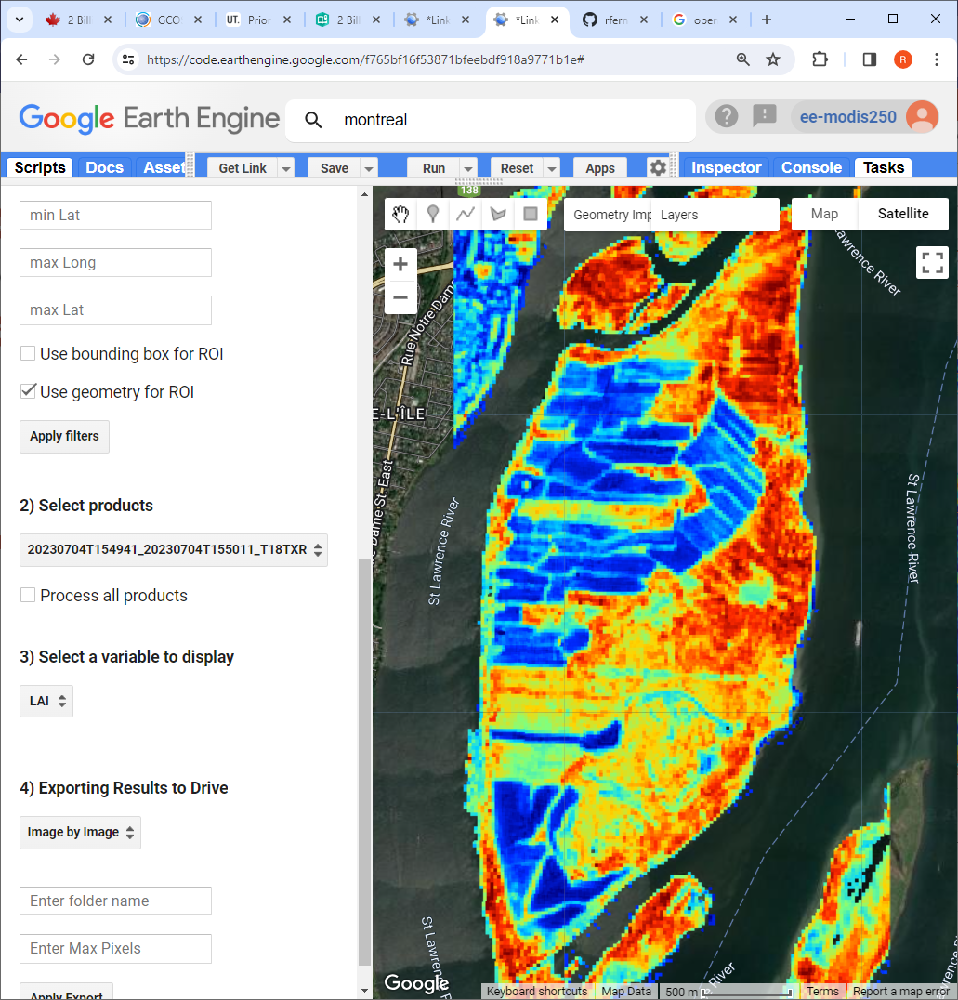 2 Bill
GCO
UT. Prior
2 Bill
*Link
*Link
rfern
oper
https://code.earthengine.google.com/f765bf16f53871bfeebdf918a9771b1e#
R
Google Earth Engine
montreal
ee-modis250
Scripts Docs Asset
Get Link Save Run Reset Apps
Inspector Console Tasks
min Lat
max Long
max Lat
Use bounding box for ROI
Use geometry for ROI
Apply filters
2) Select products
20230704T154941_20230704T155011_T18TXR
Process all products
3) Select a variable to display
LAI
4) Exporting Results to Drive
Image by Image
Enter folder name
Enter Max Pixels
Apply Export
138
Geometry Imp Layers
Map Satellite
Lawrence River
Rue Notre Dame
E-L'ÎLE
Dame St. East
St Lawrence River
St Lawrence River
St Lawrence River
River
Google
Keyboard shortcuts Map Data 500 m Terms Report a map error